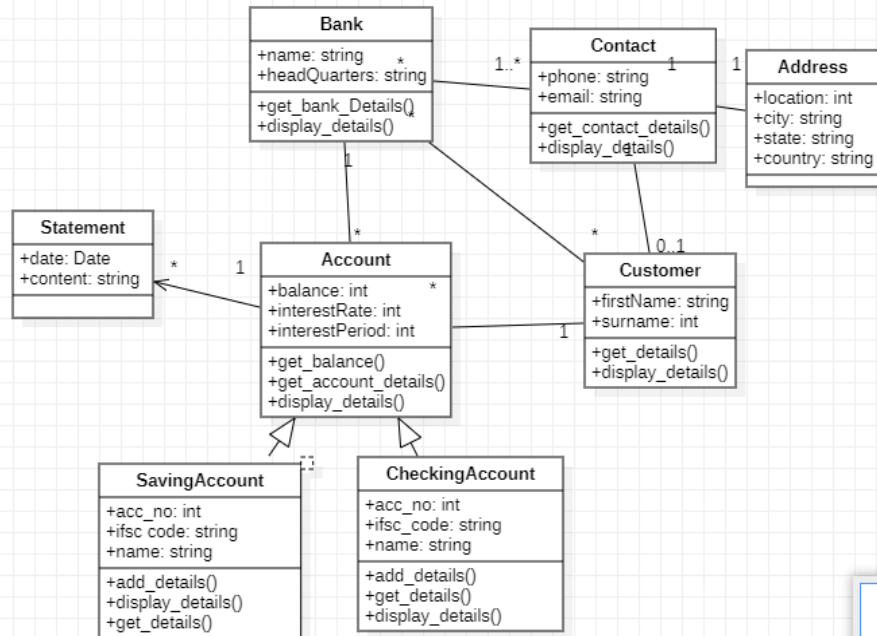 Bank
+name: string
+headQuarters: string
+get_bank_Details()
+display_details()
*
*
1
*
*
1..*
Contact
+phone: string
+email: string
+get_contact_details()
+display_details()
1
1
1
0..1
Address
+location: int
+city: string
+state: string
+country: string
Statement
+date: Date
+content: string
*
1
Account
+balance: int
+interestRate: int
+interestPeriod: int
+get_balance()
+get_account_details()
+display_details()
*
1
Customer
+firstName: string
+surname: int
+get_details()
+display_details()
SavingAccount
+acc_no: int
+ifsc code: string
+name: string
+add_details()
+display_details()
+get_details()
CheckingAccount
+acc_no: int
+ifsc_code: string
+name: string
+add_details()
+get_details()
+display_details()